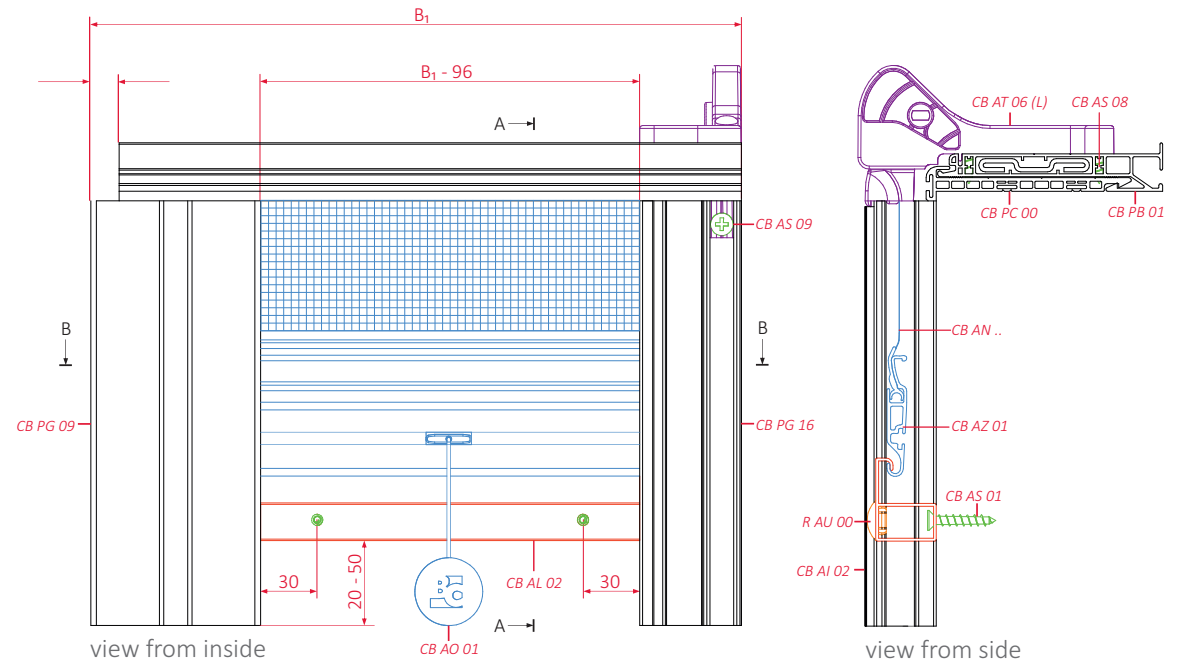 B₁
B₁ - 96
A
CB AT 06 (L)
CB AS 08
CB AS 09
CB PC 00
CB PB 01
B
B
CB AN ..
CB PG 09
CB PG 16
CB AZ 01
CB AS 01
R AU 00
CB AI 02
30
20 - 50
CB AL 02
30
A
CB AO 01
view from inside
view from side